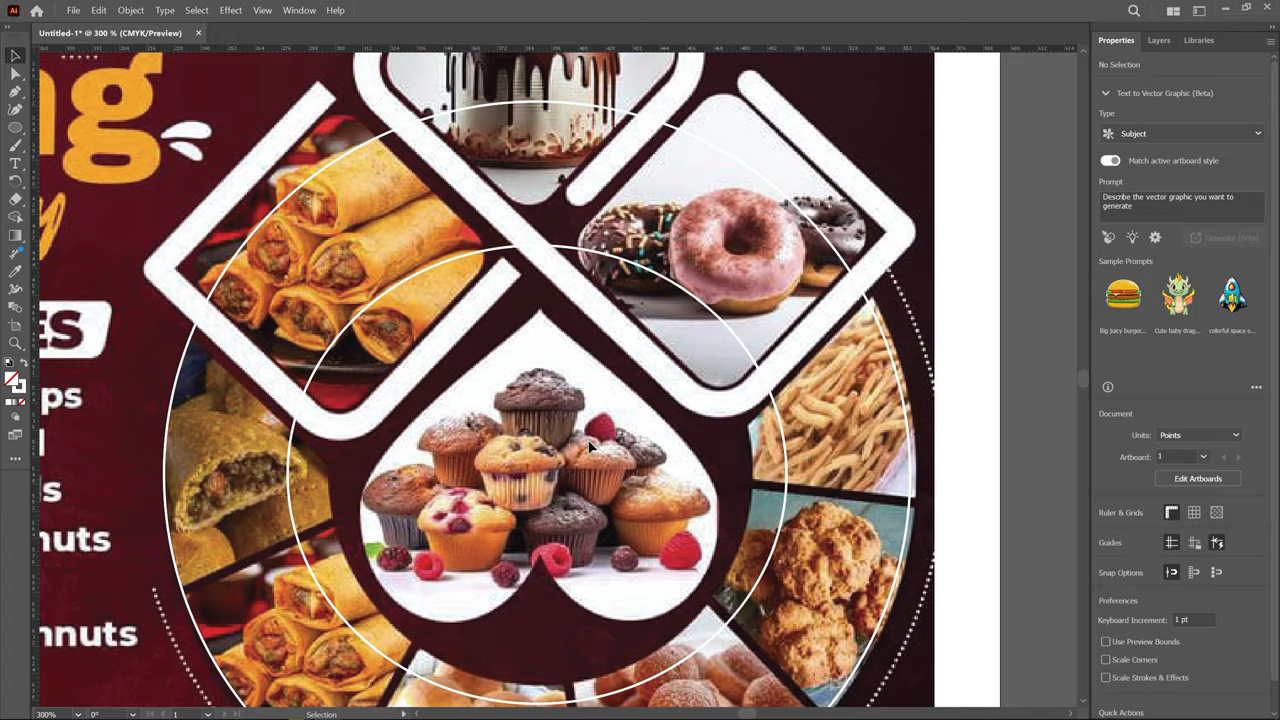 Ai File Edit Object Type Select Effect View Window Help
Untitled-1* @ 300 % (CMYK/Preview)
Properties Layers Libraries
No Selection
Text to Vector Graphic (Beta)
Type
Subject
Match active artboard style
Prompt
Describe the vector graphic you want to
generate
Generate (Beta)
Sample Prompts
Big juicy burger... Cute baby drag... colorful space s...
Document
Units: Points
Artboard: 1
Edit Artboards
Ruler & Grids
Guides
Snap Options
Preferences
Keyboard Increment: 1 pt
Use Preview Bounds
Scale Corners
Scale Strokes & Effects
Quick Actions
g
ES
ps
s
nuts
nnuts
300% 0° 1 Selection